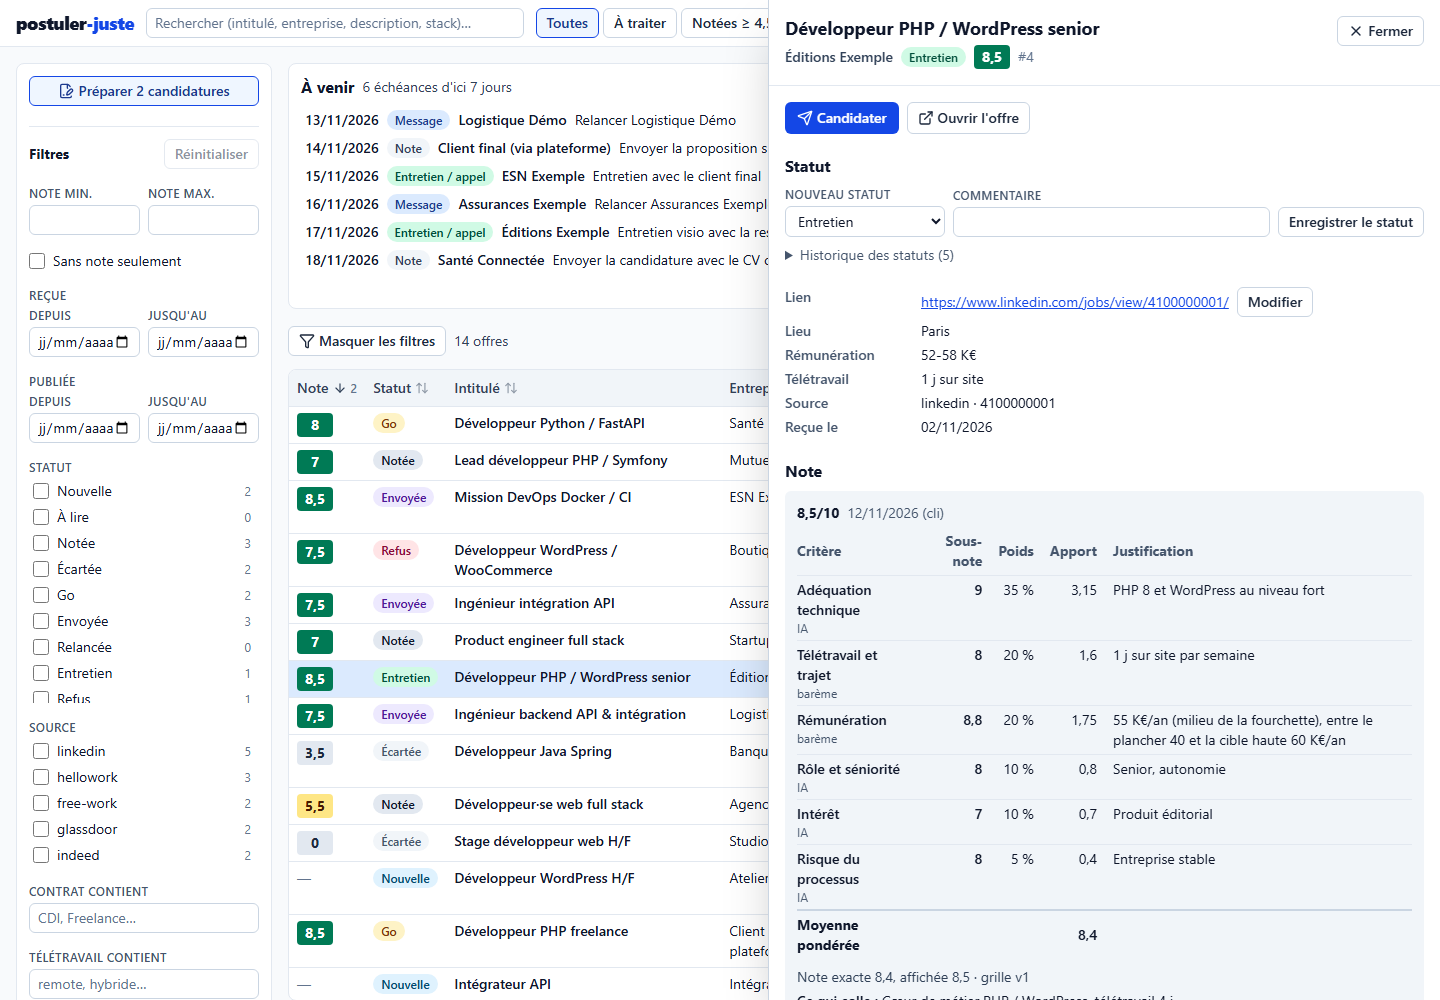 postuler-juste
Rechercher (intitulé, entreprise, description, stack)...
Toutes
À traiter
Notées ≥ 4,5
Préparer 2 candidatures
Filtres
Réinitialiser
NOTE MIN.
NOTE MAX.
Sans note seulement
REÇUE
DEPUIS
JUSQU'AU
jj/mm/aaaa
jj/mm/aaaa
PUBLIÉE
DEPUIS
JUSQU'AU
jj/mm/aaaa
jj/mm/aaaa
STATUT
Nouvelle 2
À lire 0
Notée 3
Écartée 2
Go 2
Envoyée 3
Relancée 0
Entretien 1
Refus 1
SOURCE
linkedin 5
hellowork 3
free-work 2
glassdoor 2
indeed 2
CONTRAT CONTIENT
CDI, Freelance...
TÉLÉTRAVAIL CONTIENT
remote, hybride...
À venir 6 échéances d'ici 7 jours
13/11/2026 Message Logistique Démo Relancer Logistique Démo
14/11/2026 Note Client final (via plateforme) Envoyer la proposition
15/11/2026 Entretien / appel ESN Exemple Entretien avec le client final
16/11/2026 Message Assurances Exemple Relancer Assurances
17/11/2026 Entretien / appel Éditions Exemple Entretien visio avec la
18/11/2026 Note Santé Connectée Envoyer la candidature avec le CV
Masquer les filtres
14 offres
Note ↓ 2 Statut Intitulé Entrep
8 Go Développeur Python / FastAPI Santé
7 Notée Lead développeur PHP / Symfony Mutue
8,5 Envoyée Mission DevOps Docker / CI ESN
7,5 Refus Développeur WordPress /
WooCommerce Boutiq
7,5 Envoyée Ingénieur intégration API Assura
7 Notée Product engineer full stack Startup
8,5 Entretien Développeur PHP / WordPress senior Édition
7,5 Envoyée Ingénieur backend API & intégration Logist
3,5 Écartée Développeur Java Spring Banqu
5,5 Notée Développeur·se web full stack Agenc
0 Écartée Stage développeur web H/F Studio
— Nouvelle Développeur WordPress H/F Atelier
8,5 Go Développeur PHP freelance Client
platefo
— Nouvelle Intégrateur API Intégra
Développeur PHP / WordPress senior
Fermer
Éditions Exemple Entretien 8,5 #4
Candidater
Ouvrir l'offre
Statut
NOUVEAU STATUT
COMMENTAIRE
Entretien
Enregistrer le statut
Historique des statuts (5)
Lien https://www.linkedin.com/jobs/view/4100000001/ Modifier
Lieu Paris
Rémunération 52-58 K€
Télétravail 1 j sur site
Source linkedin · 4100000001
Reçue le 02/11/2026
Note
8,5/10 12/11/2026 (cli)
Critère Sous-note Poids Apport Justification
Adéquation technique 9 35 % 3,15 PHP 8 et WordPress au niveau fort
IA
Télétravail et trajet 8 20 % 1,6 1 j sur site par semaine
barème
Rémunération 8,8 20 % 1,75 55 K€/an (milieu de la fourchette), entre le
plancher 40 et la cible haute 60 K€/an
barème
Rôle et séniorité 8 10 % 0,8 Senior, autonomie
IA
Intérêt 7 10 % 0,7 Produit éditorial
IA
Risque du processus 8 5 % 0,4 Entreprise stable
IA
Moyenne pondérée 8,4
Note exacte 8,4, affichée 8,5 · grille v1